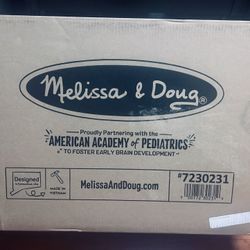 Melissa & Doug®
Proudly Partnering with the
AMERICAN ACADEMY of PEDIATRICS
TO FOSTER EARLY BRAIN DEVELOPMENT
Designed
MADE IN
VIETNAM
MelissaAndDoug.com
#7230231